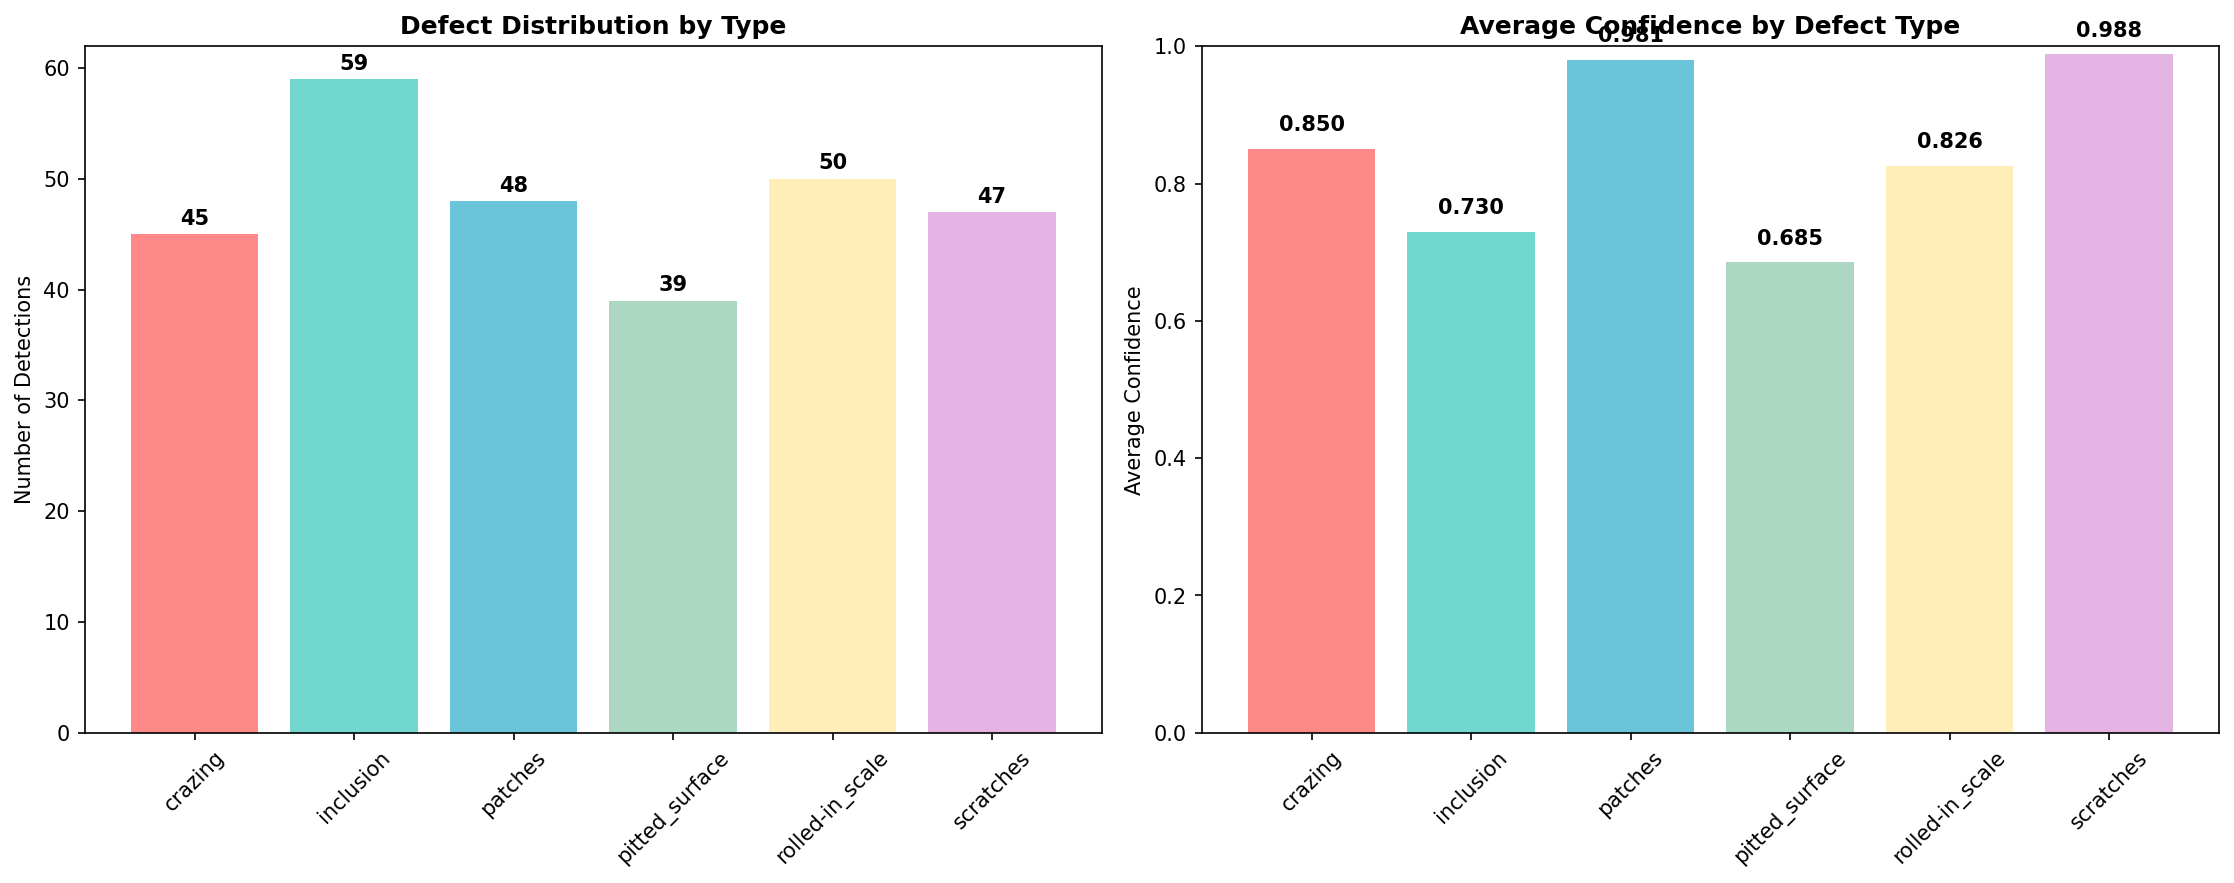 Defect Distribution by Type
Number of Detections
60
50
40
30
20
10
0
45
59
48
39
50
47
crazing
inclusion
patches
pitted_surface
rolled-in_scale
scratches
Average Confidence by Defect Type
Average Confidence
1.0
0.8
0.6
0.4
0.2
0.0
0.850
0.730
0.981
0.685
0.826
0.988
crazing
inclusion
patches
pitted_surface
rolled-in_scale
scratches